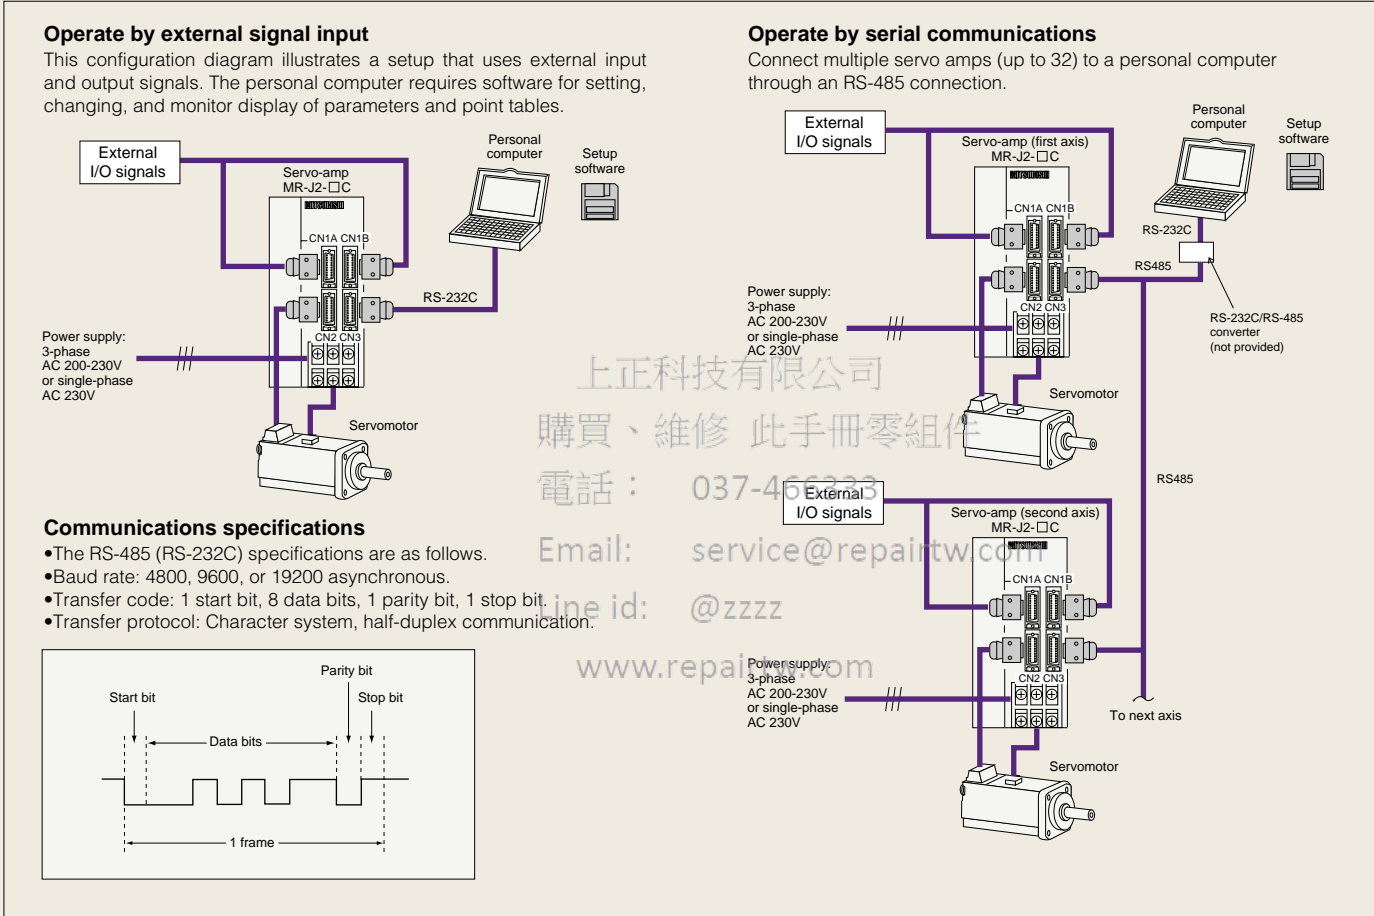 Operate by external signal input
This configuration diagram illustrates a setup that uses external input
and output signals. The personal computer requires software for setting,
changing, and monitor display of parameters and point tables.
External
I/O signals
Servo-amp
MR-J2-□C
MITSUBISHI
CN1A CN1B
CN2 CN3
Personal
computer
Setup
software
RS-232C
Power supply:
3-phase
AC 200-230V
or single-phase
AC 230V
Servomotor
Communications specifications
•The RS-485 (RS-232C) specifications are as follows.
•Baud rate: 4800, 9600, or 19200 asynchronous.
•Transfer code: 1 start bit, 8 data bits, 1 parity bit, 1 stop bit.
•Transfer protocol: Character system, half-duplex communication.
Parity bit
Start bit
Stop bit
Data bits
1 frame
Operate by serial communications
Connect multiple servo amps (up to 32) to a personal computer
through an RS-485 connection.
External
I/O signals
Servo-amp (first axis)
MR-J2-□C
MITSUBISHI
CN1A CN1B
CN2 CN3
Personal
computer
Setup
software
RS-232C
RS485
RS-232C/RS-485
converter
(not provided)
Power supply:
3-phase
AC 200-230V
or single-phase
AC 230V
Servomotor
RS485
External
I/O signals
Servo-amp (second axis)
MR-J2-□C
MITSUBISHI
CN1A CN1B
CN2 CN3
Power supply:
3-phase
AC 200-230V
or single-phase
AC 230V
To next axis
Servomotor
上正科技有限公司
購買、維修 此手冊零組件
電話： 037-466333
Email: service@repairtw.com
Line id: @zzzz
www.repairtw.com